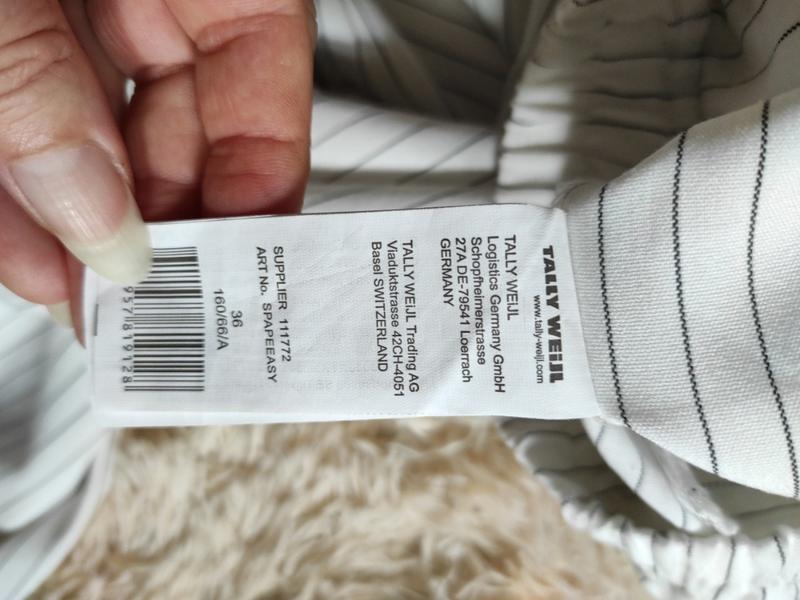 TALLY WEiJL
www.tally-weijl.com
TALLY WEIJL
Logistics Germany GmbH
Schopfheimerstrasse
27A DE-79541 Loerrach
GERMANY
TALLY WEIJL Trading AG
Viaduktstrasse 42CH-4051
Basel SWITZERLAND
SUPPLIER 111772
ART No. SPAPEEASY
36
160/66/A
957819128